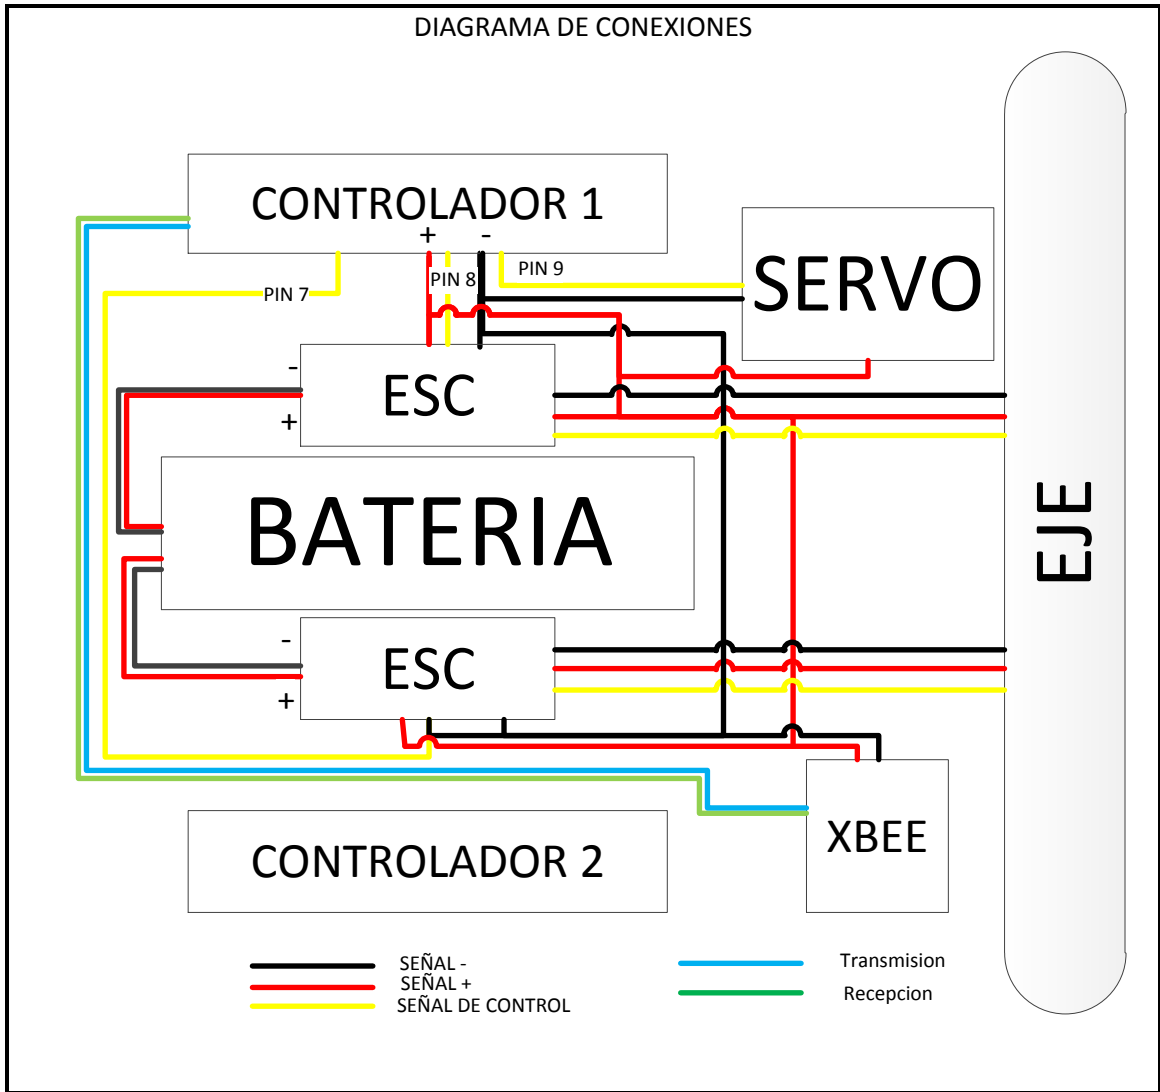 DIAGRAMA DE CONEXIONES
CONTROLADOR 1
+ -
PIN 7
PIN 8
PIN 9
SERVO
-
ESC
+
BATERIA
EJE
-
ESC
+
XBEE
CONTROLADOR 2
SEÑAL -
SEÑAL +
SEÑAL DE CONTROL
Transmision
Recepcion